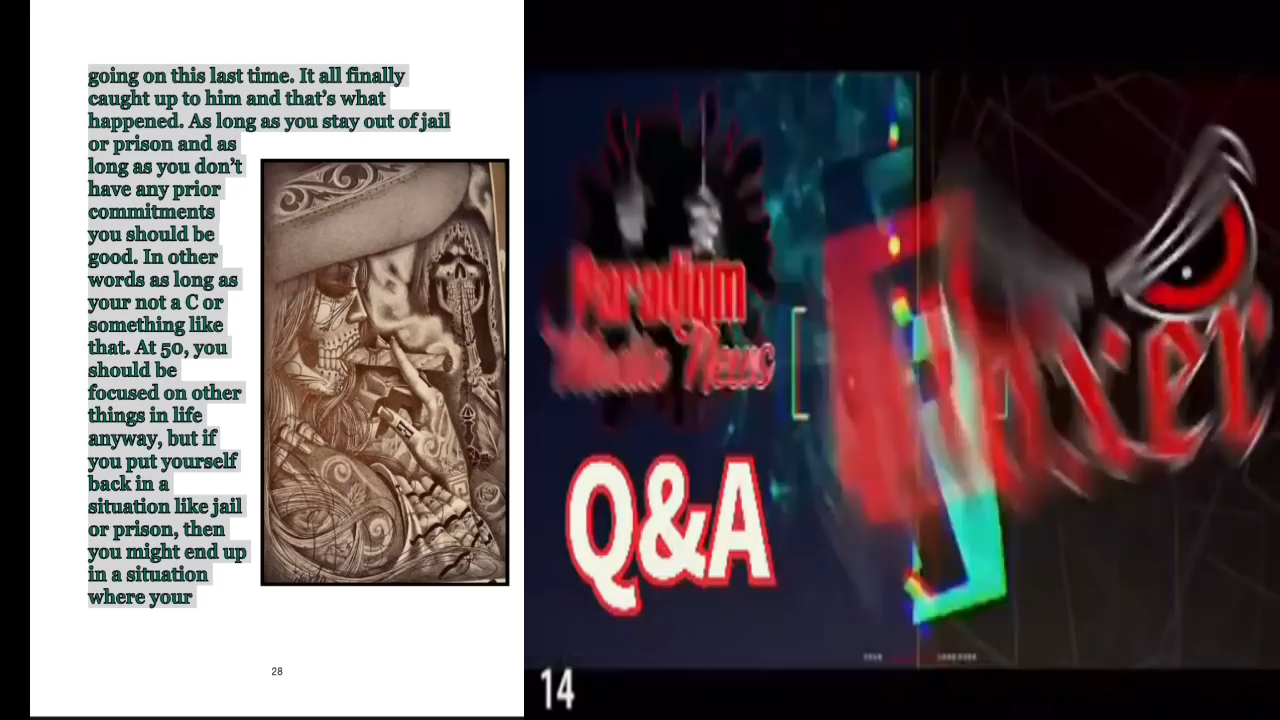 going on this last time. It all finally
caught up to him and that's what
happened. As long as you stay out of jail
or prison and as
long as you don't
have any prior
commitments
you should be
good. In other
words as long as
your not a C or
something like
that. At 50, you
should be
focused on other
things in life
anyway, but if
you put yourself
back in a
situation like jail
or prison, then
you might end up
in a situation
where your
28
Paradigm
News
Q&A
14